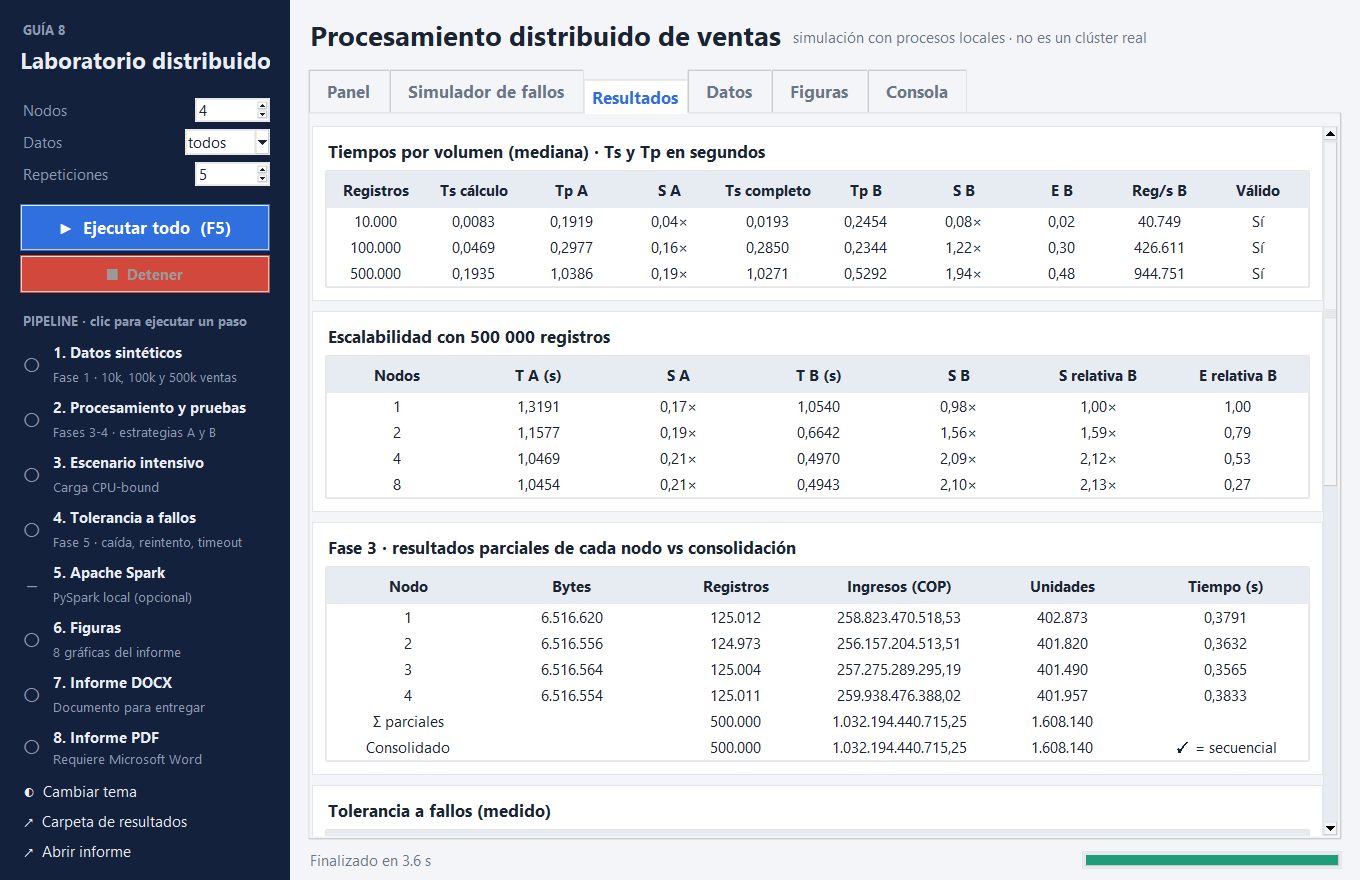 GUÍA 8
Laboratorio distribuido
Nodos 4
Datos todos
Repeticiones 5
► Ejecutar todo (F5)
■ Detener
PIPELINE · clic para ejecutar un paso
1. Datos sintéticos
Fase 1 · 10k, 100k y 500k ventas
2. Procesamiento y pruebas
Fases 3-4 · estrategias A y B
3. Escenario intensivo
Carga CPU-bound
4. Tolerancia a fallos
Fase 5 · caída, reintento, timeout
5. Apache Spark
PySpark local (opcional)
6. Figuras
8 gráficas del informe
7. Informe DOCX
Documento para entregar
8. Informe PDF
Requiere Microsoft Word
◐ Cambiar tema
↗ Carpeta de resultados
↗ Abrir informe
Procesamiento distribuido de ventas simulación con procesos locales · no es un clúster real
Panel Simulador de fallos Resultados Datos Figuras Consola
Tiempos por volumen (mediana) · Ts y Tp en segundos
Registros Ts cálculo Tp A S A Ts completo Tp B S B E B Reg/s B Válido
10.000 0,0083 0,1919 0,04× 0,0193 0,2454 0,08× 0,02 40.749 Sí
100.000 0,0469 0,2977 0,16× 0,2850 0,2344 1,22× 0,30 426.611 Sí
500.000 0,1935 1,0386 0,19× 1,0271 0,5292 1,94× 0,48 944.751 Sí
Escalabilidad con 500 000 registros
Nodos T A (s) S A T B (s) S B S relativa B E relativa B
1 1,3191 0,17× 1,0540 0,98× 1,00× 1,00
2 1,1577 0,19× 0,6642 1,56× 1,59× 0,79
4 1,0469 0,21× 0,4970 2,09× 2,12× 0,53
8 1,0454 0,21× 0,4943 2,10× 2,13× 0,27
Fase 3 · resultados parciales de cada nodo vs consolidación
Nodo Bytes Registros Ingresos (COP) Unidades Tiempo (s)
1 6.516.620 125.012 258.823.470.518,53 402.873 0,3791
2 6.516.556 124.973 256.157.204.513,51 401.820 0,3632
3 6.516.564 125.004 257.275.289.295,19 401.490 0,3565
4 6.516.554 125.011 259.938.476.388,02 401.957 0,3833
Σ parciales 500.000 1.032.194.440.715,25 1.608.140
Consolidado 500.000 1.032.194.440.715,25 1.608.140 ✓ = secuencial
Tolerancia a fallos (medido)
Finalizado en 3.6 s